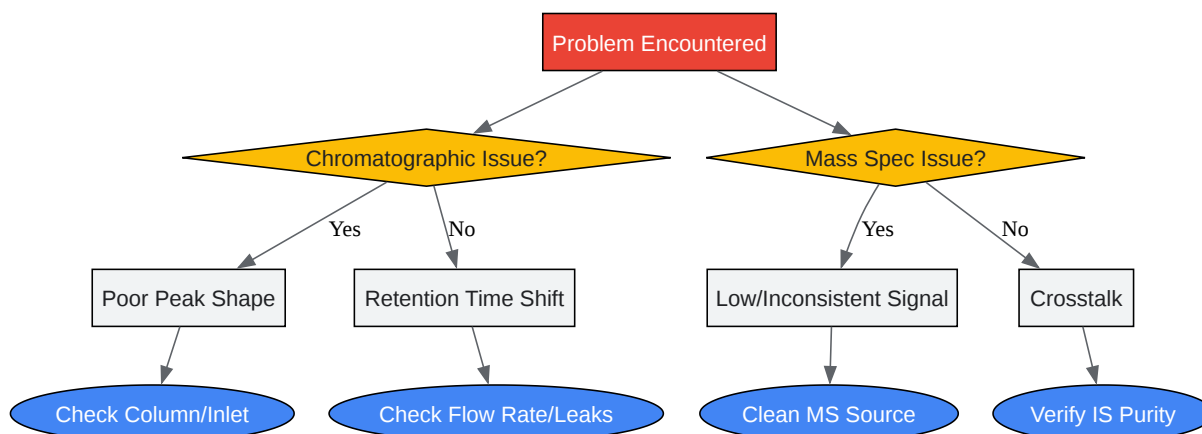 Problem Encountered
Chromatographic Issue?
Mass Spec Issue?
Yes
No
Yes
No
Poor Peak Shape
Retention Time Shift
Low/Inconsistent Signal
Crosstalk
Check Column/Inlet
Check Flow Rate/Leaks
Clean MS Source
Verify IS Purity